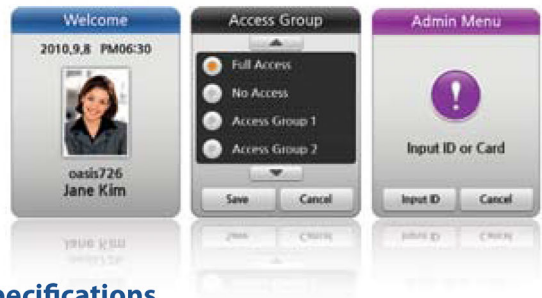 Welcome
2010,9,8 PM06:30
oasis726
Jane Kim
Access Group
Full Access
No Access
Access Group 1
Access Group 2
Save Cancel
Admin Menu
Input ID or Card
Input ID Cancel
ecifications